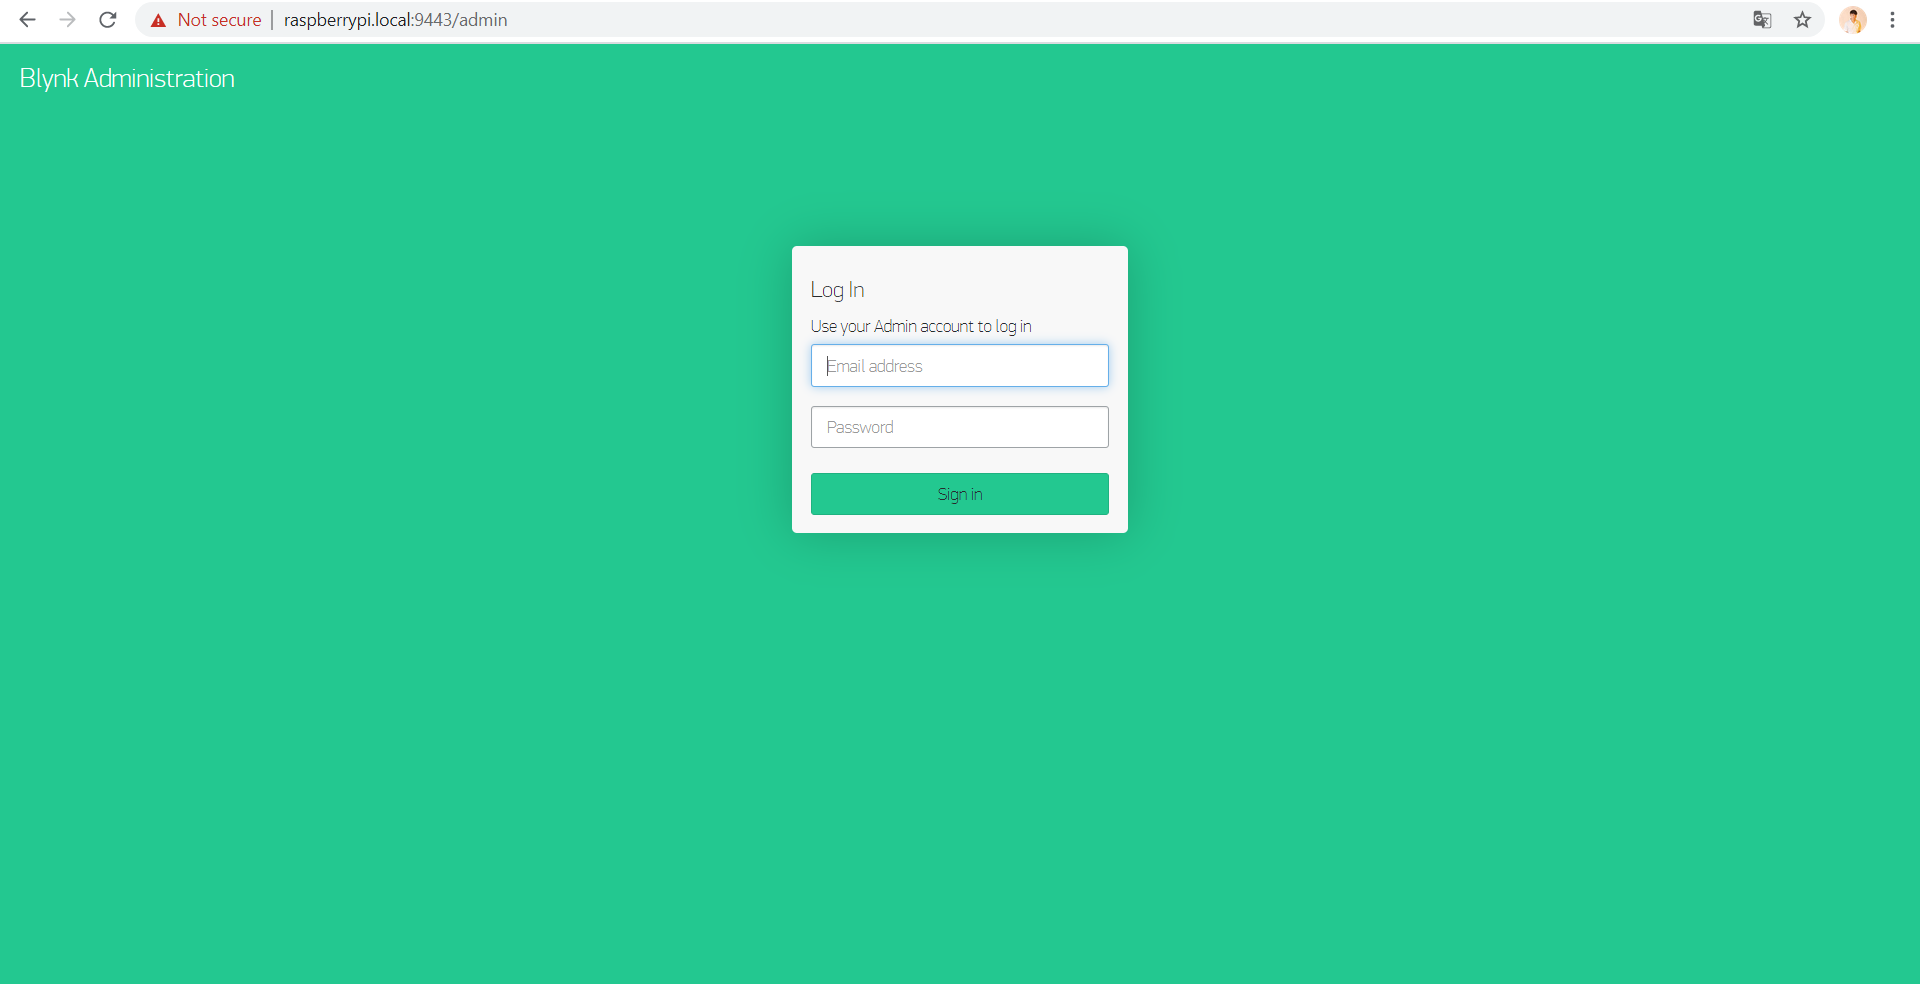 Not secure | raspberrypi.local:9443/admin
Blynk Administration
Log In
Use your Admin account to log in
Email address
Password
Sign in